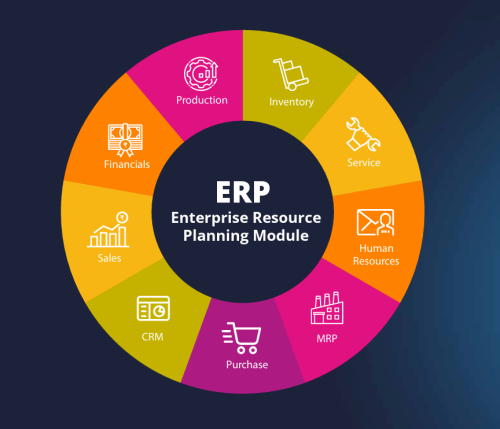 ERP
Enterprise Resource
Planning Module
Production
Inventory
Service
Human
Resources
MRP
Purchase
CRM
Sales
Financials